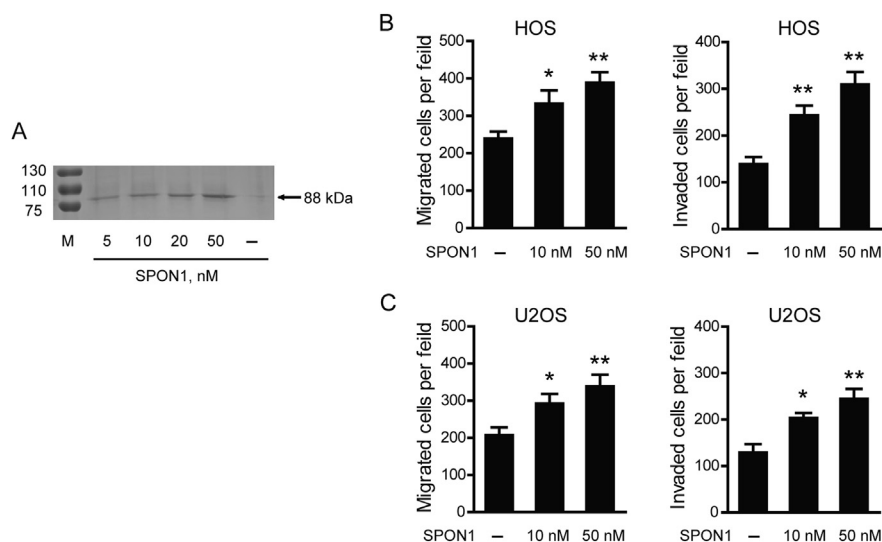 A
130
110
75
88 kDa
M 5 10 20 50 –
SPON1, nM
B
HOS
Migrated cells per feild
500
400
300
200
100
0
*
**
SPON1 – 10 nM 50 nM
HOS
Invaded cells per feild
400
300
200
100
0
**
**
– 10 nM 50 nM
C
U2OS
Migrated cells per feild
500
400
300
200
100
0
*
**
SPON1 – 10 nM 50 nM
U2OS
Invaded cells per feild
400
300
200
100
0
*
**
SPON1 – 10 nM 50 nM